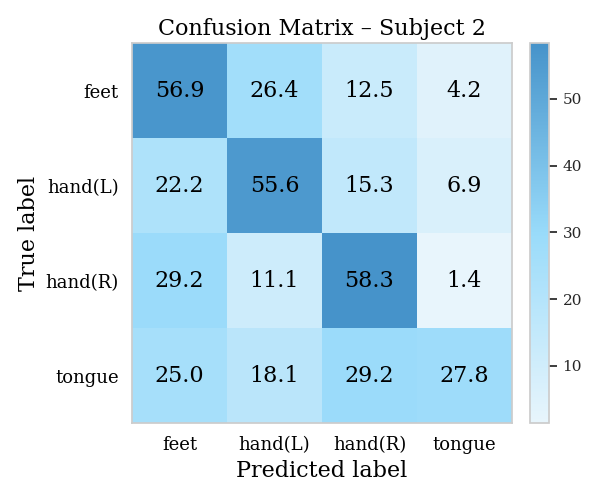 Confusion Matrix – Subject 2
True label
feet 56.9 26.4 12.5 4.2
hand(L) 22.2 55.6 15.3 6.9
hand(R) 29.2 11.1 58.3 1.4
tongue 25.0 18.1 29.2 27.8
feet hand(L) hand(R) tongue
Predicted label
50
40
30
20
10